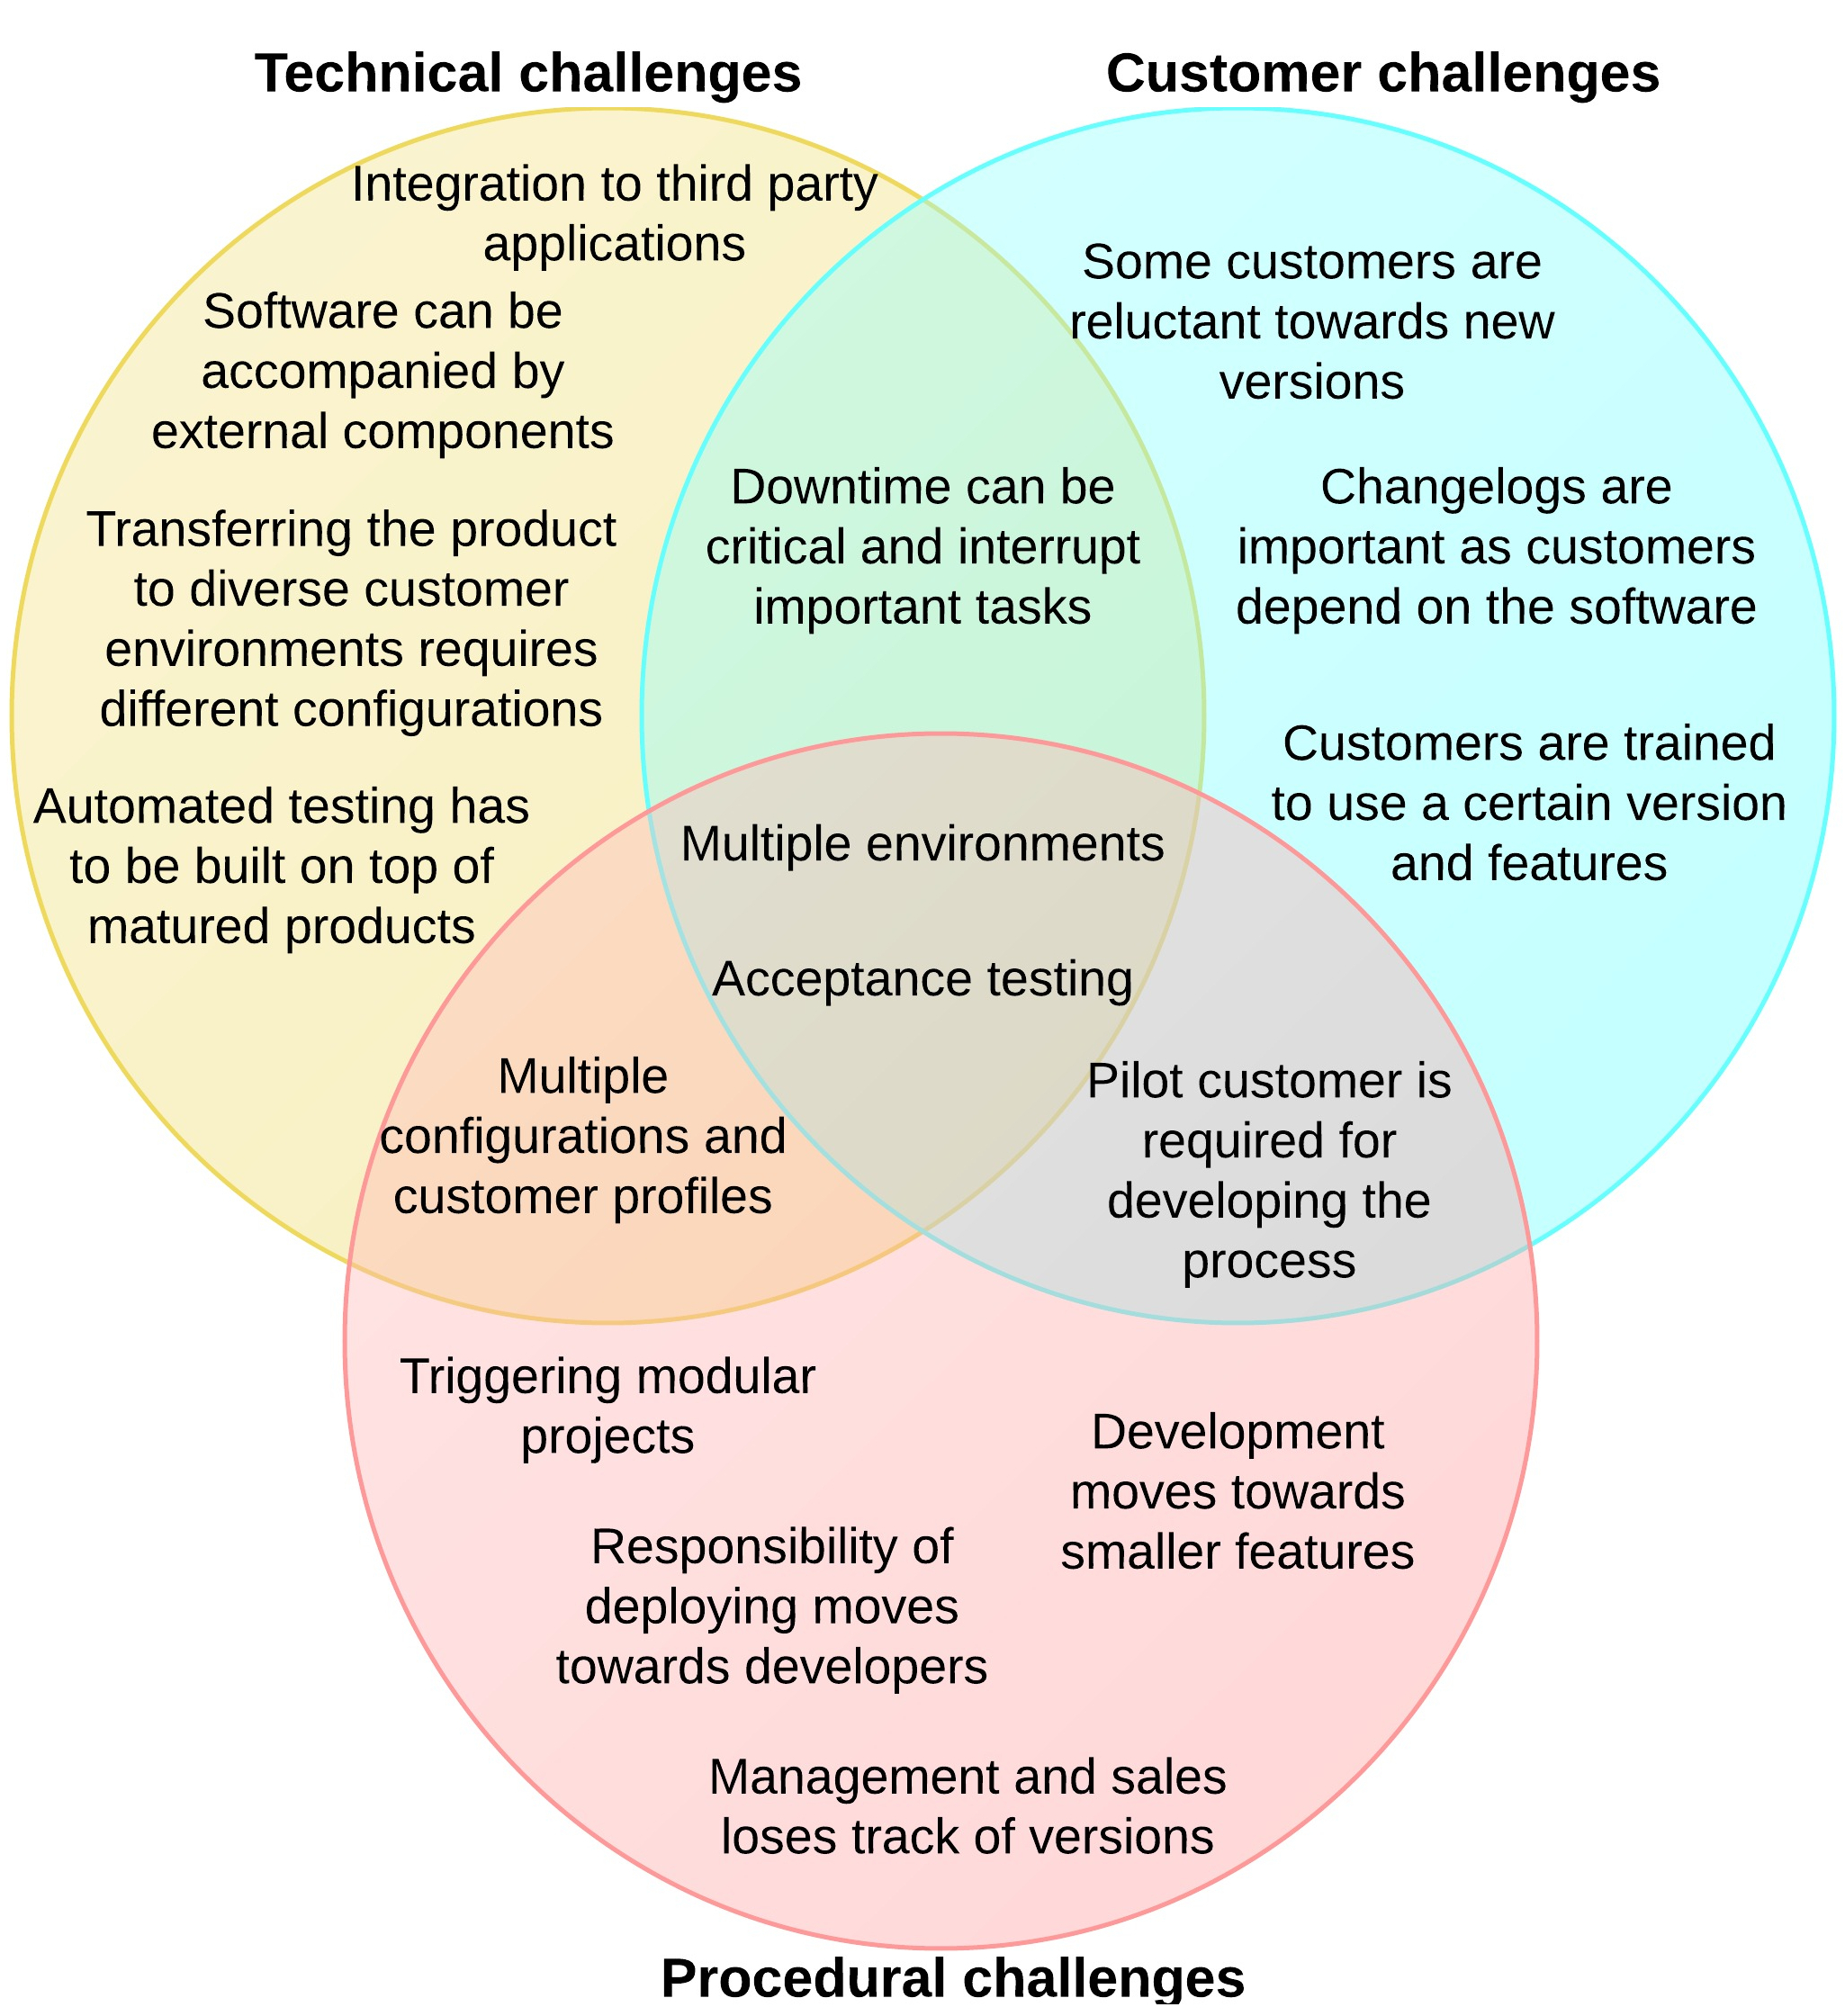 Technical challenges
Customer challenges
Integration to third party
applications
Software can be
accompanied by
external components
Transferring the product
to diverse customer
environments requires
different configurations
Automated testing has
to be built on top of
matured products
Downtime can be
critical and interrupt
important tasks
Some customers are
reluctant towards new
versions
Changelogs are
important as customers
depend on the software
Customers are trained
to use a certain version
and features
Multiple environments
Acceptance testing
Multiple
configurations and
customer profiles
Pilot customer is
required for
developing the
process
Triggering modular
projects
Development
moves towards
smaller features
Responsibility of
deploying moves
towards developers
Management and sales
loses track of versions
Procedural challenges